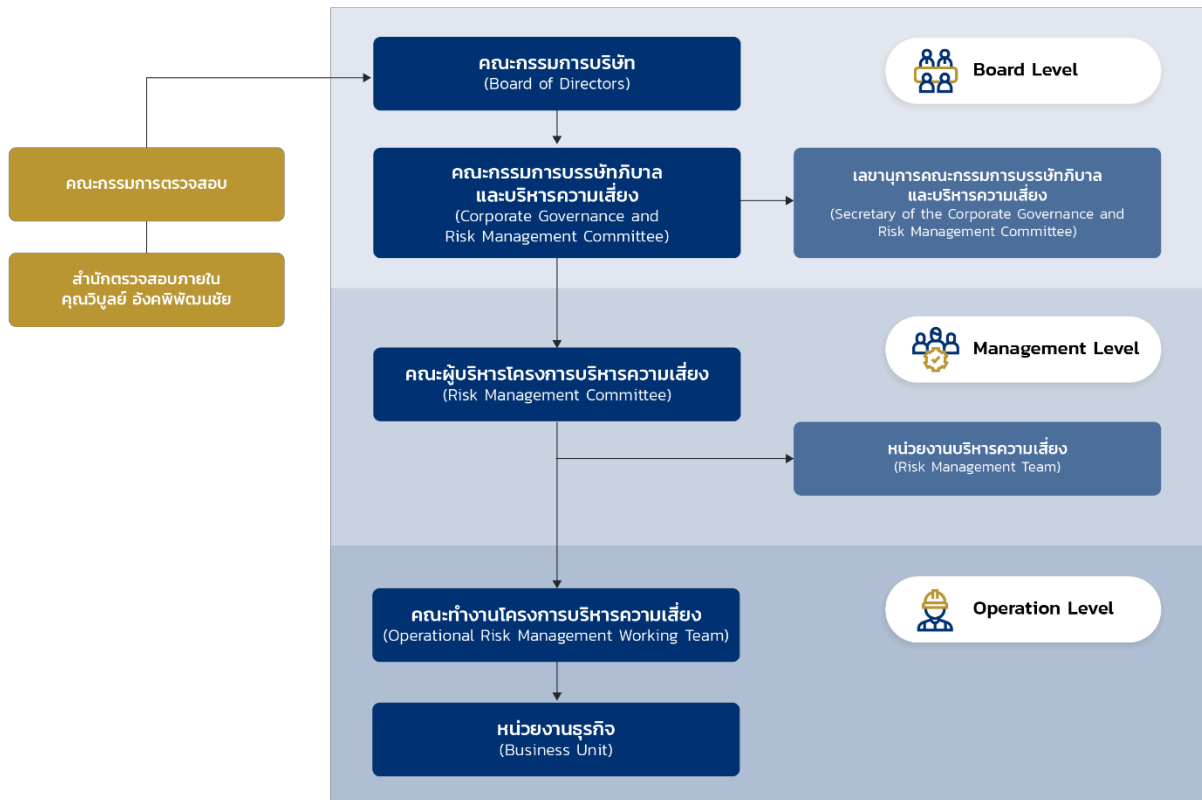 คณะกรรมการบริษัท
(Board of Directors)
Board Level
คณะกรรมการตรวจสอบ
สำนักตรวจสอบภายใน
คุณวิบูลย์ อังคพิพัฒนชัย
คณะกรรมการบรรษัทภิบาล
และบริหารความเสี่ยง
(Corporate Governance and
Risk Management Committee)
เลขานุการคณะกรรมการบรรษัทภิบาล
และบริหารความเสี่ยง
(Secretary of the Corporate Governance and
Risk Management Committee)
Management Level
คณะผู้บริหารโครงการบริหารความเสี่ยง
(Risk Management Committee)
หน่วยงานบริหารความเสี่ยง
(Risk Management Team)
Operation Level
คณะทำงานโครงการบริหารความเสี่ยง
(Operational Risk Management Working Team)
หน่วยงานธุรกิจ
(Business Unit)